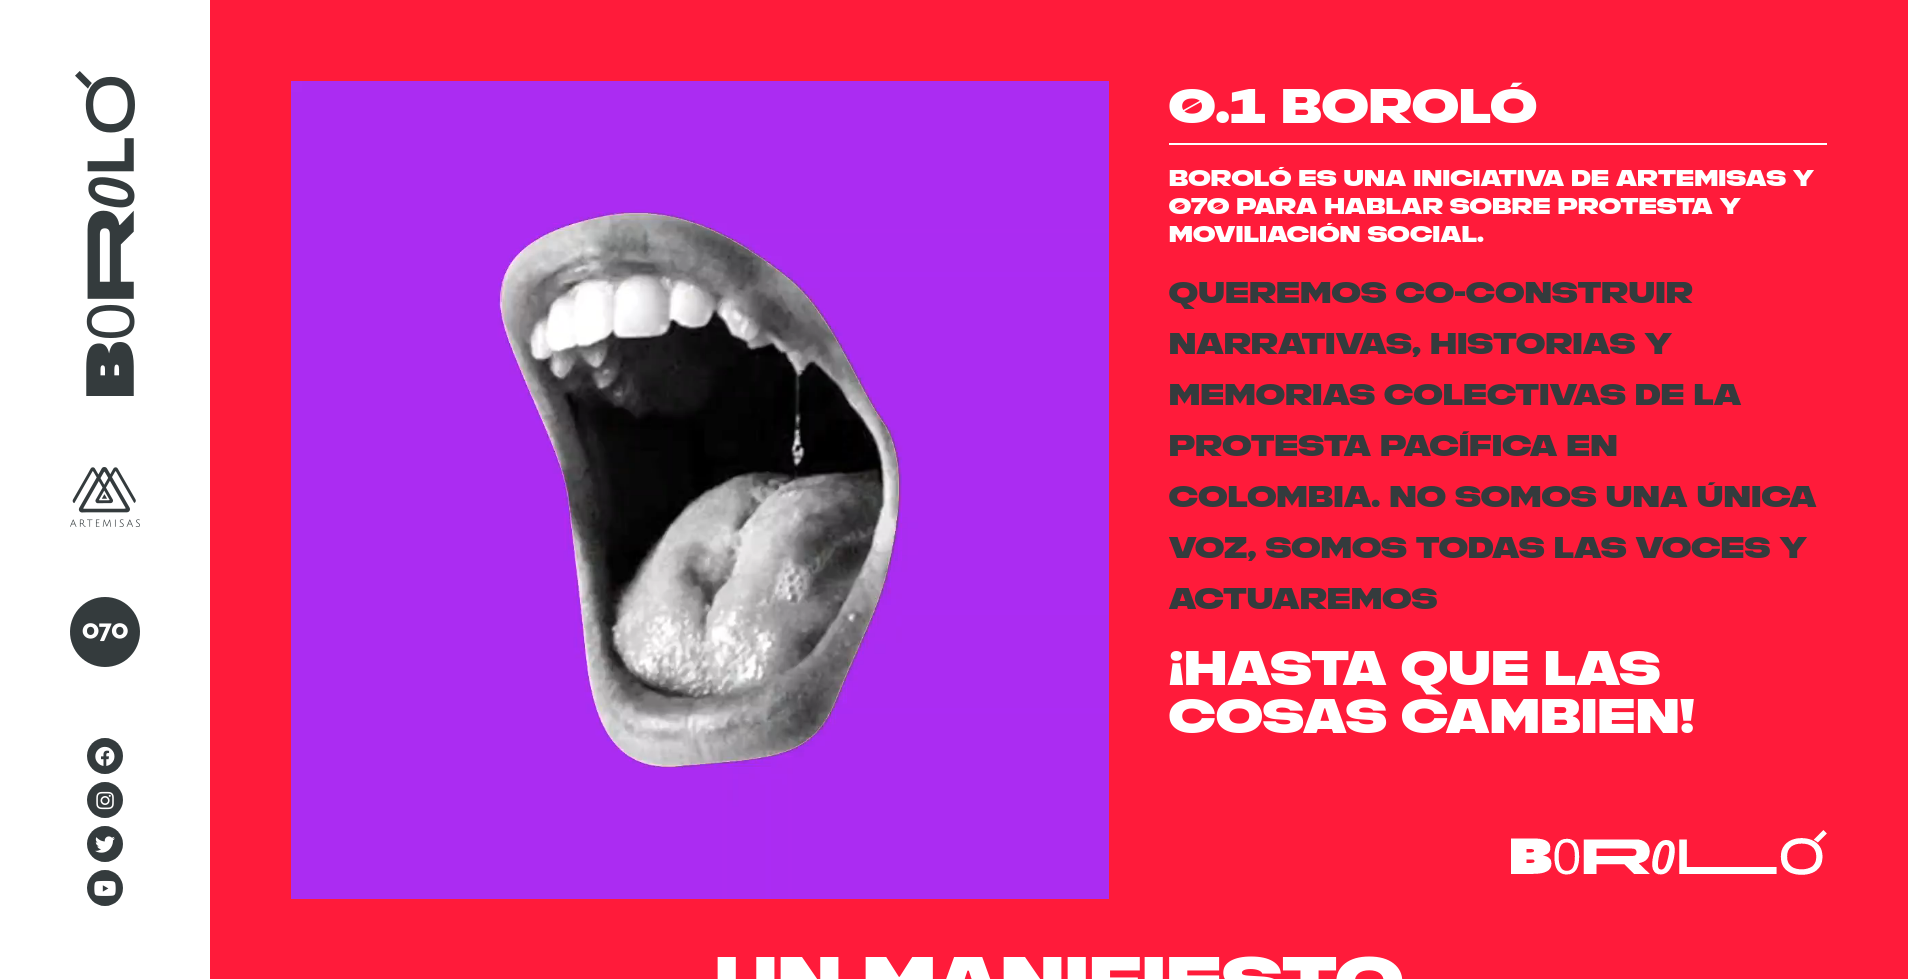 BOROLÓ
ARTEMISAS
070
0.1 BOROLÓ
BOROLÓ ES UNA INICIATIVA DE ARTEMISAS Y
070 PARA HABLAR SOBRE PROTESTA Y
MOVILIACIÓN SOCIAL.
QUEREMOS CO-CONSTRUIR
NARRATIVAS, HISTORIAS Y
MEMORIAS COLECTIVAS DE LA
PROTESTA PACÍFICA EN
COLOMBIA. NO SOMOS UNA ÚNICA
VOZ, SOMOS TODAS LAS VOCES Y
ACTUAREMOS
¡HASTA QUE LAS
COSAS CAMBIEN!
BOROLÓ
UN MANIFIESTO